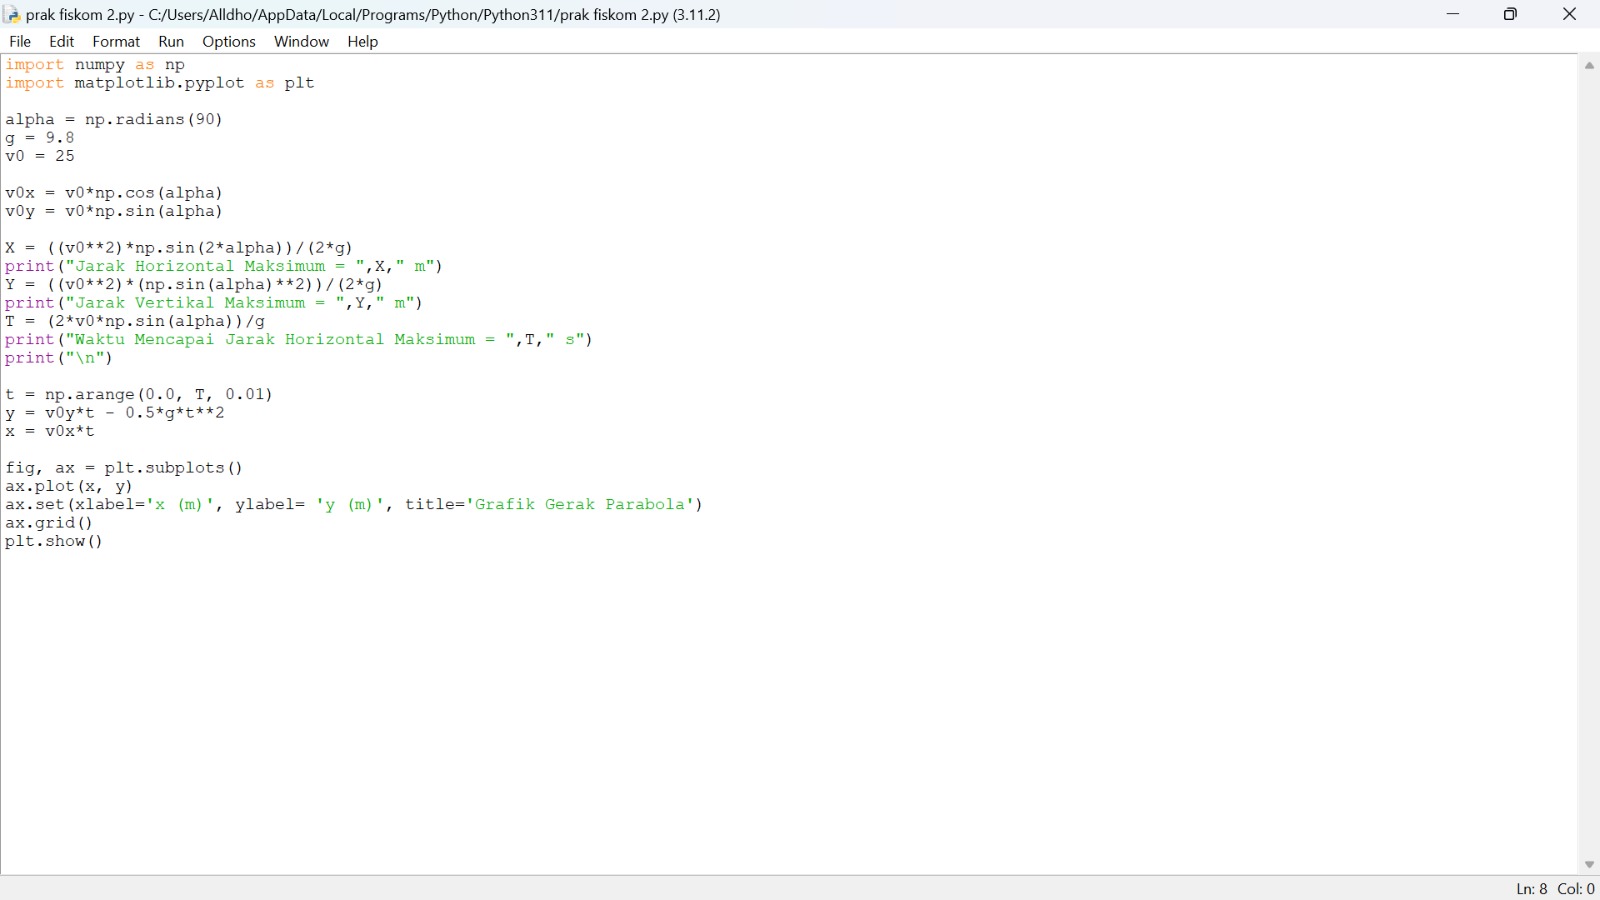 prak fiskom 2.py - C:/Users/Alldho/AppData/Local/Programs/Python/Python311/prak fiskom 2.py (3.11.2)
File Edit Format Run Options Window Help
import numpy as np
import matplotlib.pyplot as plt
alpha = np.radians(90)
g = 9.8
v0 = 25
v0x = v0*np.cos(alpha)
v0y = v0*np.sin(alpha)
X = ((v0**2)*np.sin(2*alpha))/(2*g)
print("Jarak Horizontal Maksimum = ",X," m")
Y = ((v0**2)*(np.sin(alpha)**2))/(2*g)
print("Jarak Vertikal Maksimum = ",Y," m")
T = (2*v0*np.sin(alpha))/g
print("Waktu Mencapai Jarak Horizontal Maksimum = ",T," s")
print("\n")
t = np.arange(0.0, T, 0.01)
y = v0y*t - 0.5*g*t**2
x = v0x*t
fig, ax = plt.subplots()
ax.plot(x, y)
ax.set(xlabel='x (m)', ylabel= 'y (m)', title='Grafik Gerak Parabola')
ax.grid()
plt.show()
Ln: 8 Col: 0